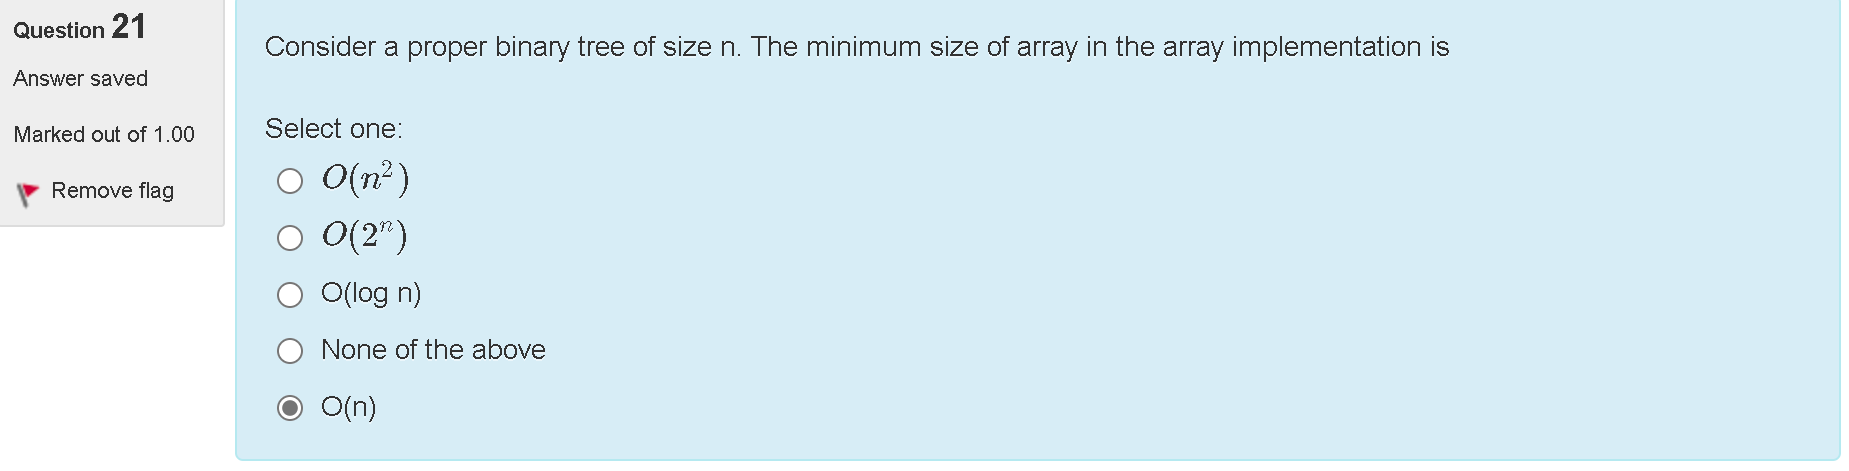 Question 21
Answer saved
Marked out of 1.00
Remove flag
Consider a proper binary tree of size n. The minimum size of array in the array implementation is
Select one:
O(n²)
O(2ⁿ)
O(log n)
None of the above
O(n)